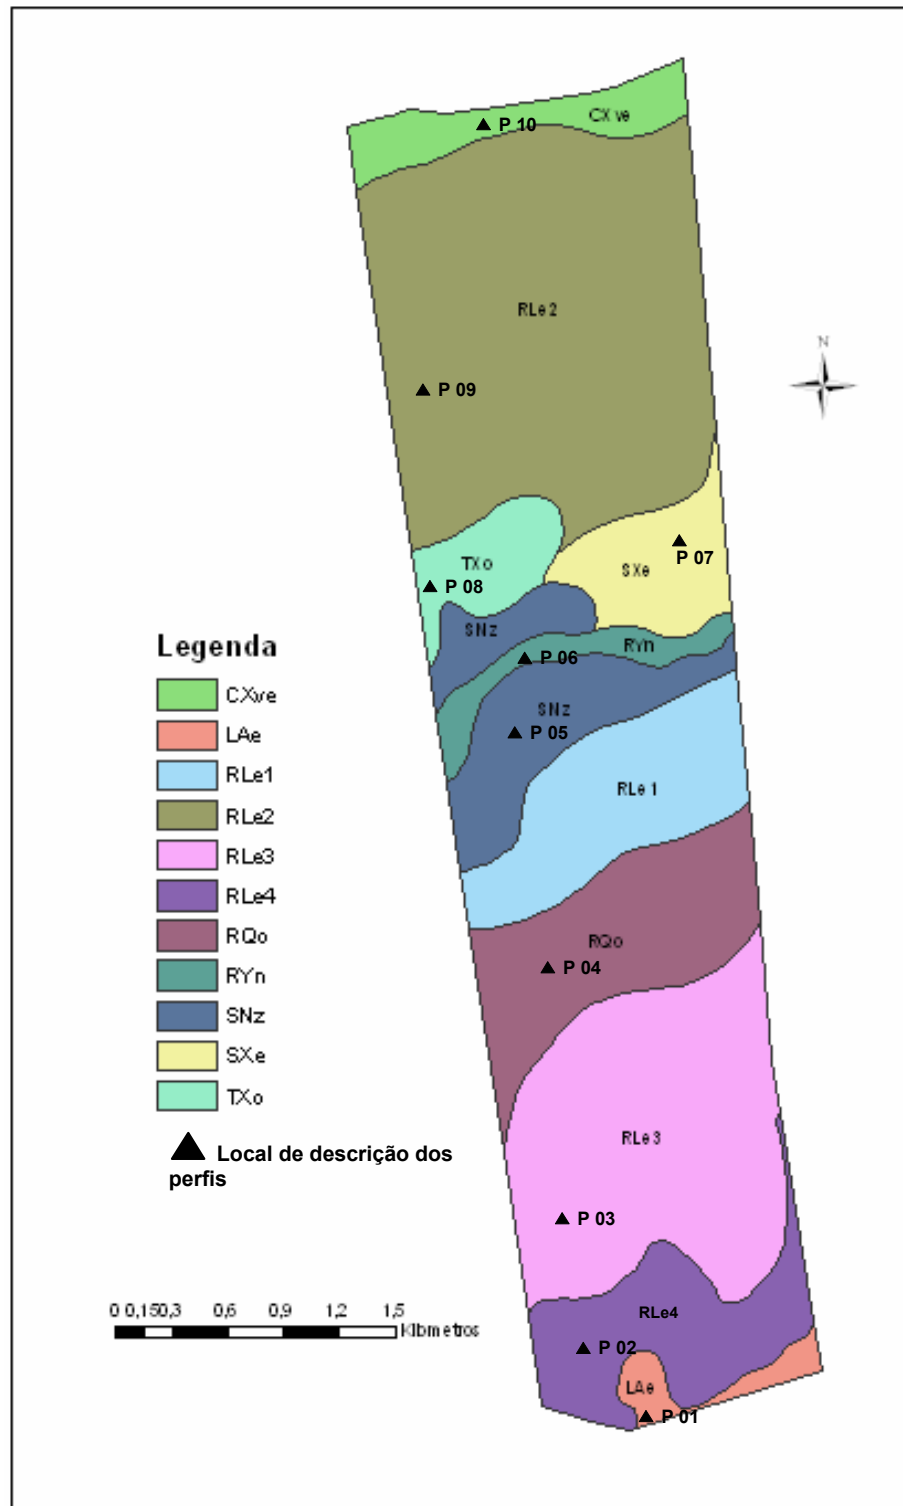 CX ve
P 10
RLe 2
N
P 09
P 07
TXo
SXe
P 08
SNz
RYn
P 06
SNz
P 05
RLe 1
RQo
P 04
RLe 3
P 03
RLe4
P 02
LAe
P 01
Legenda
CXve
LAe
RLe1
RLe2
RLe3
RLe4
RQo
RYn
SNz
SXe
TXo
Local de descrição dos
perfis
0 0,150,3 0,6 0,9 1,2 1,5
Kilometros